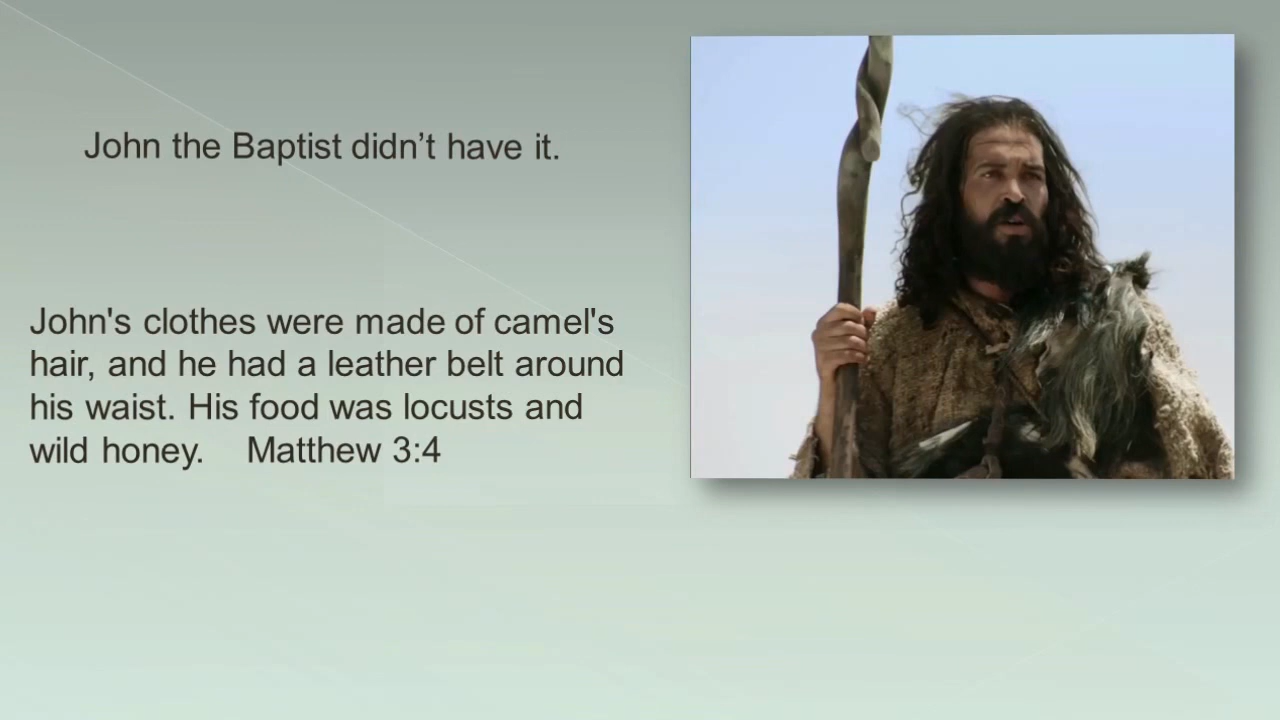 John the Baptist didn’t have it.
John's clothes were made of camel's
hair, and he had a leather belt around
his waist. His food was locusts and
wild honey.    Matthew 3:4